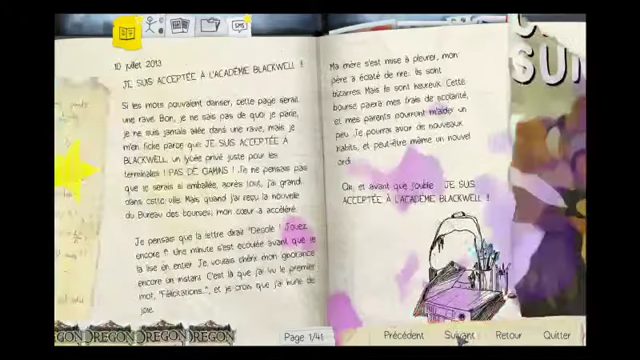 10 juillet 2013
JE SUIS ACCEPTÉE À L'ACADÉMIE BLACKWELL !
Si les mots pouvaient danser, cette page serait
une rave. Bon, je ne sais pas de quoi je parle,
je ne suis jamais allée dans une rave, mais je
m'en fiche parce que JE SUIS ACCEPTÉE À
BLACKWELL, un lycée privé juste pour les
terminales ! PAS DE GAMINS ! Je ne pensais pas
que je serais si emballée, après tout, j'ai grandi
dans cette ville. Mais quand j'ai reçu la nouvelle
du Bureau des bourses, mon cœur a accéléré.
Je pensais que la lettre dirait "Désolé ! Jouez
encore !" Une minute s'est écoulée avant que je
la lise en entier. Je voulais chérir mon ignorance
encore un instant. C'est là que j'ai vu le premier
mot, "Félicitations", et je crois que j'ai hurlé de
joie.
Ma mère s'est mise à pleurer, mon
père a éclaté de rire. Ils sont
bizarres. Mais ils sont heureux. Cette
bourse paiera mes frais de scolarité,
et mes parents pourront m'aider un
peu. Je pourrai avoir de nouveaux
habits, et peut-être même un nouvel
ordi.
Oh, et avant que j'oublie : JE SUIS
ACCEPTÉE À L'ACADÉMIE BLACKWELL !
SMS
OREGON OREGON OREGON
Page 1/41
Précédent Suivant Retour Quitter